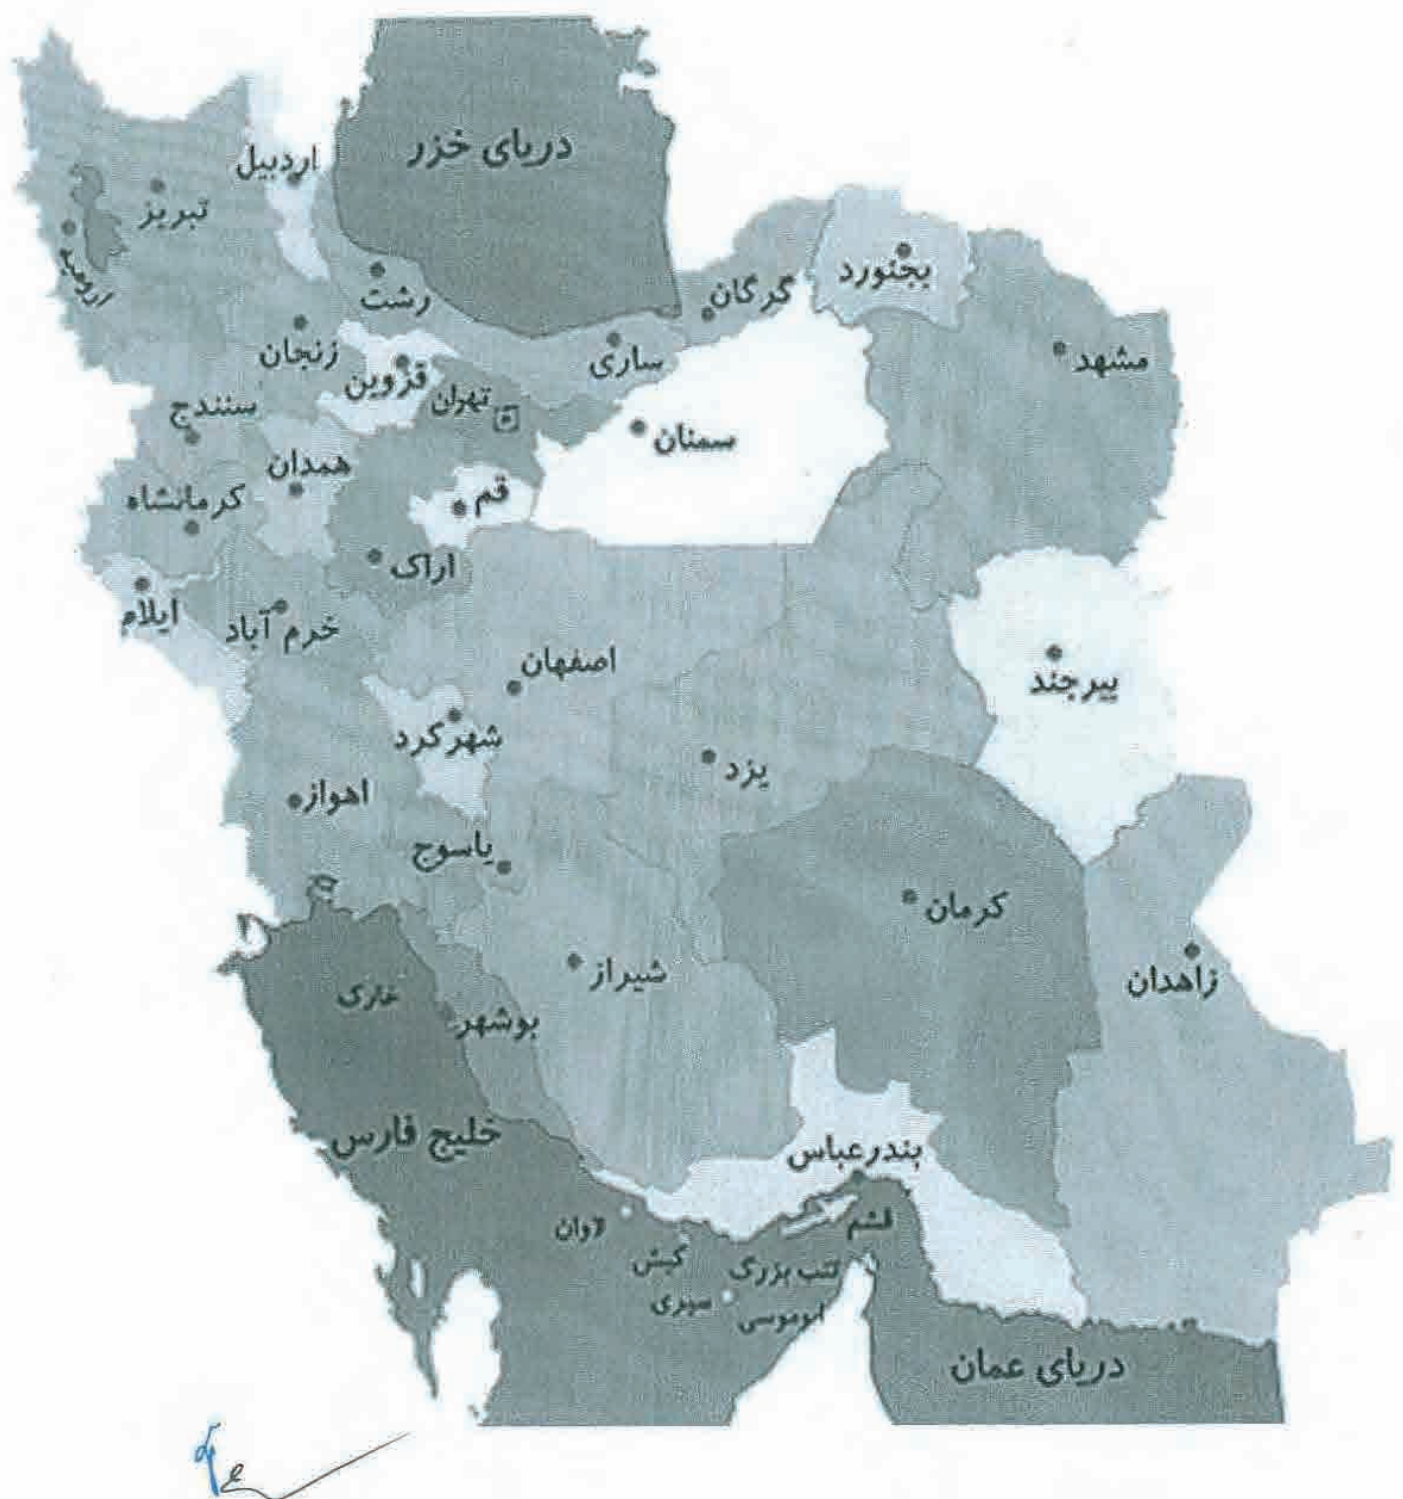 دریای خزر
اردبیل
تبریز
ارومیه
رشت
گرگان
بجنورد
زنجان
قزوین
ساری
مشهد
تهران
سنندج
سمنان
همدان
قم
کرمانشاه
اراک
ایلام
خرم آباد
اصفهان
بیرجند
شهرکرد
یزد
اهواز
یاسوج
کرمان
شیراز
زاهدان
خارک
بوشهر
خلیج فارس
بندرعباس
لاوان
قشم
کیش
تنب بزرگ
سیری
ابوموسی
دریای عمان